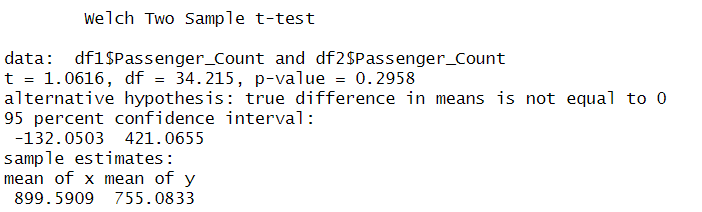 Welch Two Sample t-test
data:  df1$Passenger_Count and df2$Passenger_Count
t = 1.0616, df = 34.215, p-value = 0.2958
alternative hypothesis: true difference in means is not equal to 0
95 percent confidence interval:
-132.0503  421.0655
sample estimates:
mean of x mean of y
899.5909  755.0833